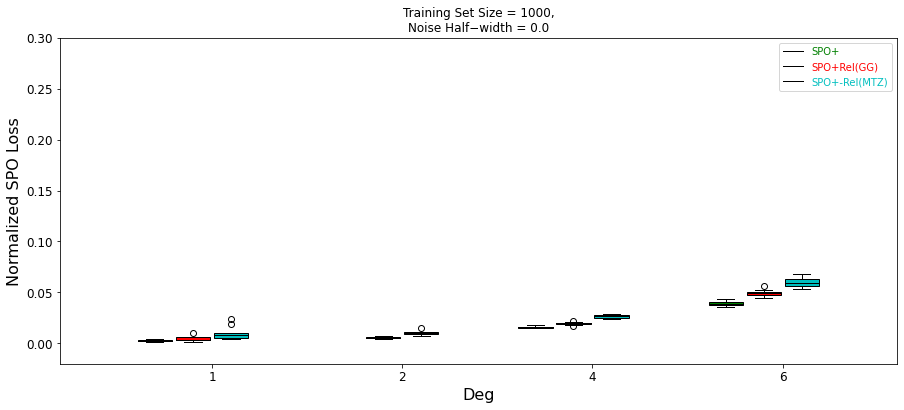 Training Set Size = 1000,
Noise Half−width = 0.0
Normalized SPO Loss
0.30
0.25
0.20
0.15
0.10
0.05
0.00
SPO+
SPO+Rel(GG)
SPO+-Rel(MTZ)
1
2
4
6
Deg